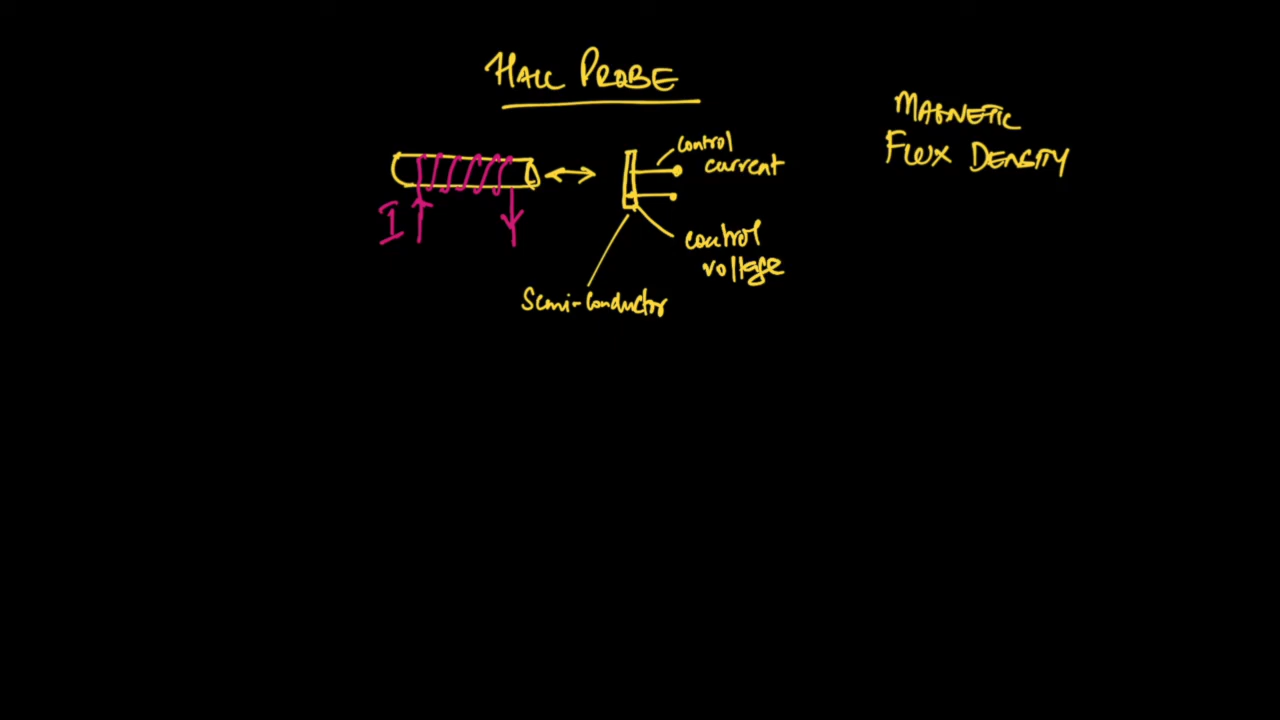 HALL PROBE
MAGNETIC
FLUX DENSITY
control
current
I
control
voltage
Semi-conductor